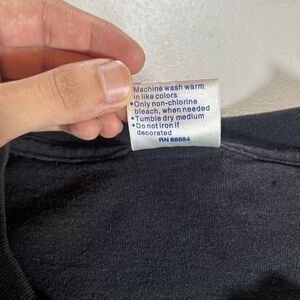 Machine wash warm
in like colors
•Only non-chlorine
bleach, when needed
•Tumble dry medium
•Do not iron if
decorated
RN 88884